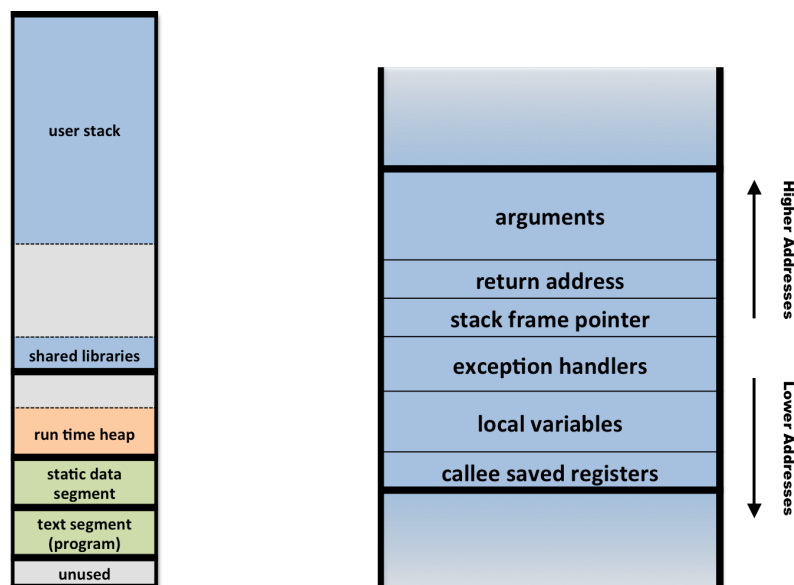 user stack
shared libraries
run time heap
static data
segment
text segment
(program)
unused
arguments
return address
stack frame pointer
exception handlers
local variables
callee saved registers
Higher Addresses
Lower Addresses